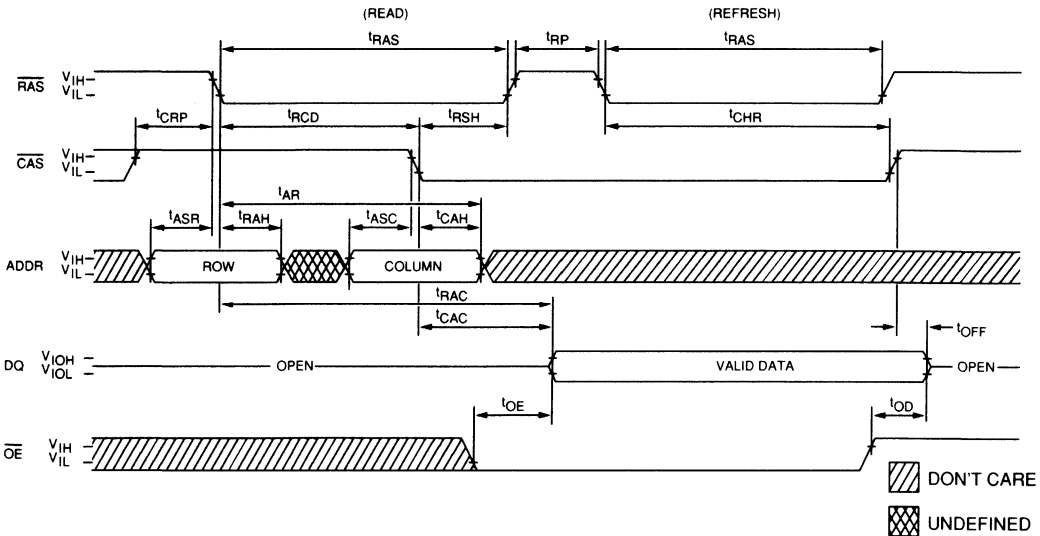 (READ) (REFRESH)
tRAS tRP tRAS
RAS VIH VIL
tCRP tRCD tRSH tCHR
CAS VIH VIL
tAR
tASR tRAH tASC tCAH
ADDR VIH VIL ROW COLUMN
tRAC
tCAC tOFF
DQ VIOH VIOL OPEN VALID DATA OPEN
tOE tOD
OE VIH VIL
DON'T CARE
UNDEFINED